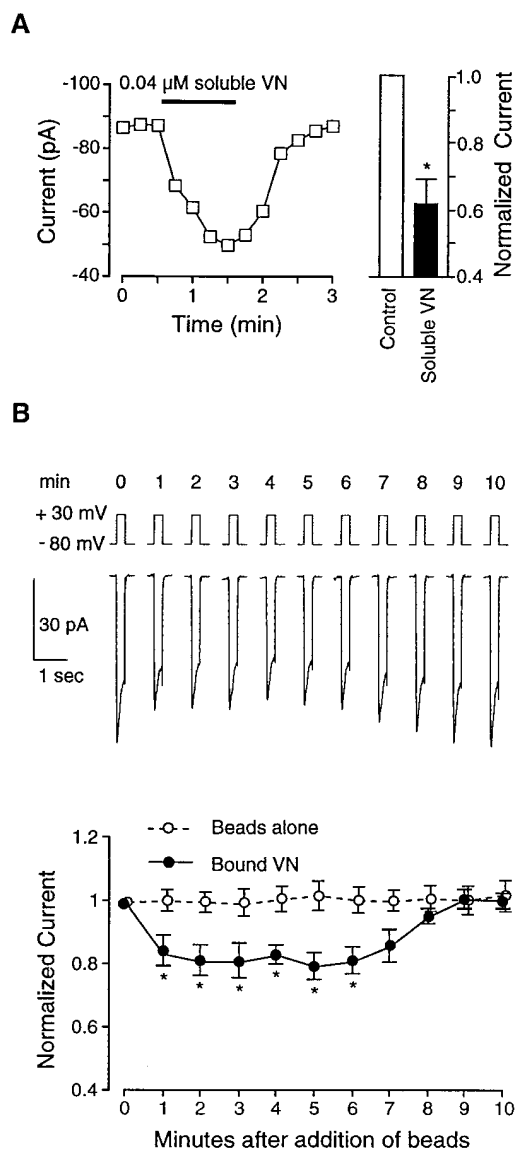 A
0.04 µM soluble VN
-100
-80
-60
-40
Current (pA)
0
1
2
3
Time (min)
1.0
0.8
0.6
0.4
Normalized Current
*
Control
Soluble VN
B
min 0 1 2 3 4 5 6 7 8 9 10
+ 30 mV
- 80 mV
30 pA
1 sec
Beads alone
Bound VN
1.2
1
0.8
0.6
0.4
Normalized Current
* * * * * *
0 1 2 3 4 5 6 7 8 9 10
Minutes after addition of beads